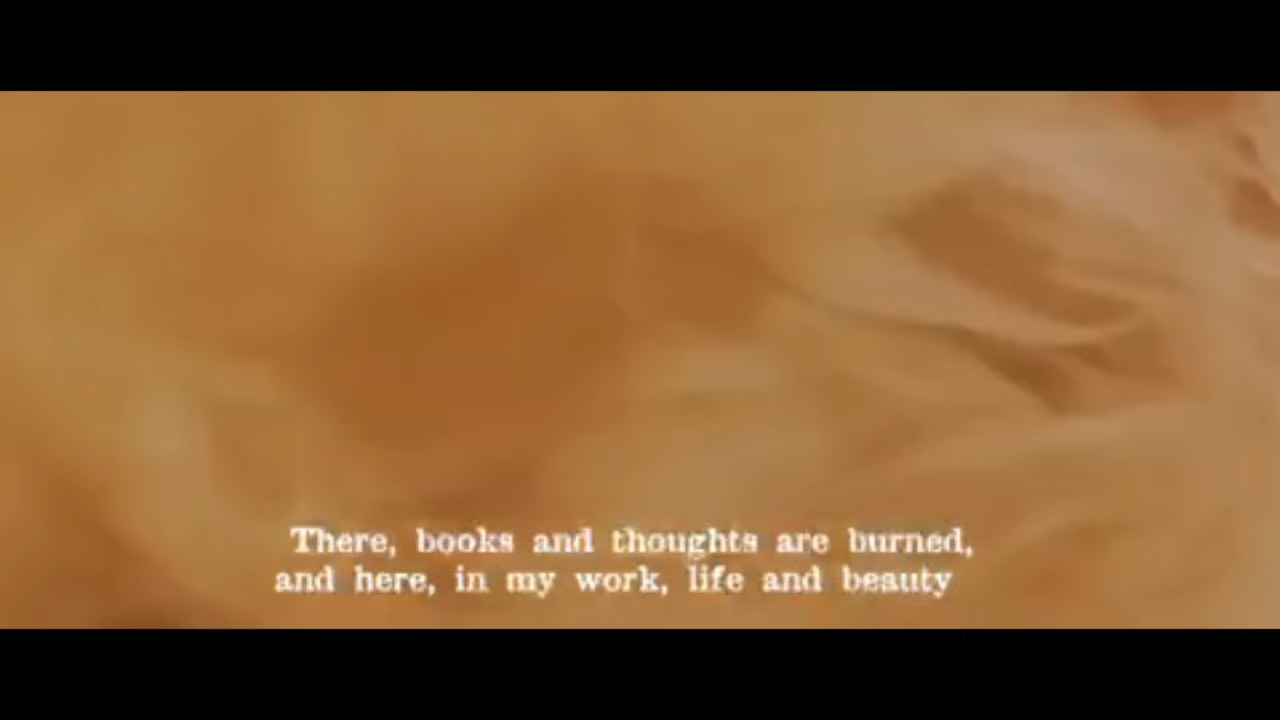 There, books and thoughts are burned,
and here, in my work, life and beauty